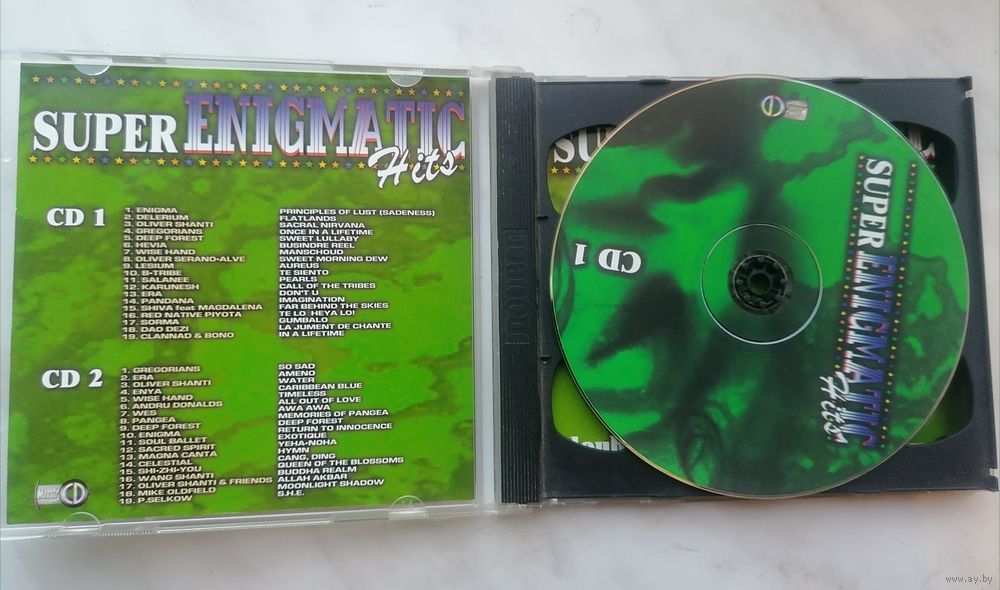 SUPER ENIGMATIC
Hits
CD 1
1. ENIGMA PRINCIPLES OF LUST (SADENESS)
2. DELERIUM FLATLANDS
3. OLIVER SHANTI SACRAL NIRVANA
4. GREGORIANS ONCE IN A LIFETIME
5. DEEP FOREST SWEET LULLABY
6. HEVIA BUSINDRE REEL
7. WISE HAND MANSCHOUD
8. OLIVER SERANO-ALVE SWEET MORNING DEW
9. LESIUM AUREUS
10. B-TRIBE TE SIENTO
11. SALANEE PEARLS
12. KARUNESH CALL OF THE TRIBES
13. ERA DON'T U
14. PANDANA IMAGINATION
15. SHIVA feat MAGDALENA FAR BEHIND THE SKIES
16. RED NATIVE PIYOTA TE LO HEYA LO!
17. SORMA GUMBALO
18. DAO DEZI LA JUMENT DE CHANTE
19. CLANNAD & BONO IN A LIFETIME
CD 2
1. GREGORIANS SO SAD
2. ERA AMENO
3. OLIVER SHANTI WATER
4. ENYA CARIBBEAN BLUE
5. WISE HAND TIMELESS
6. ANDRU DONALDS ALL OUT OF LOVE
7. WES AWA AWA
8. PANGEA MEMORIES OF PANGEA
9. DEEP FOREST DEEP FOREST
10. ENIGMA RETURN TO INNOCENCE
11. SOUL BALLET EXOTIQUE
12. SACRED SPIRIT YEHA-NOHA
13. MAGNA CANTA HYMN
14. CELESTIAL CANG, DING
15. SHI-ZHI-YOU QUEEN OF THE BLOSSOMS
16. WANG SHANTI BUDDHA REALM
17. OLIVER SHANTI & FRIENDS ALLAH AKBAR
18. MIKE OLDFIELD MOONLIGHT SHADOW
19. P.SELKOW S.H.E.
DOUBLE
CD 1
SUPER ENIGMATIC
Hits
www.ay.by